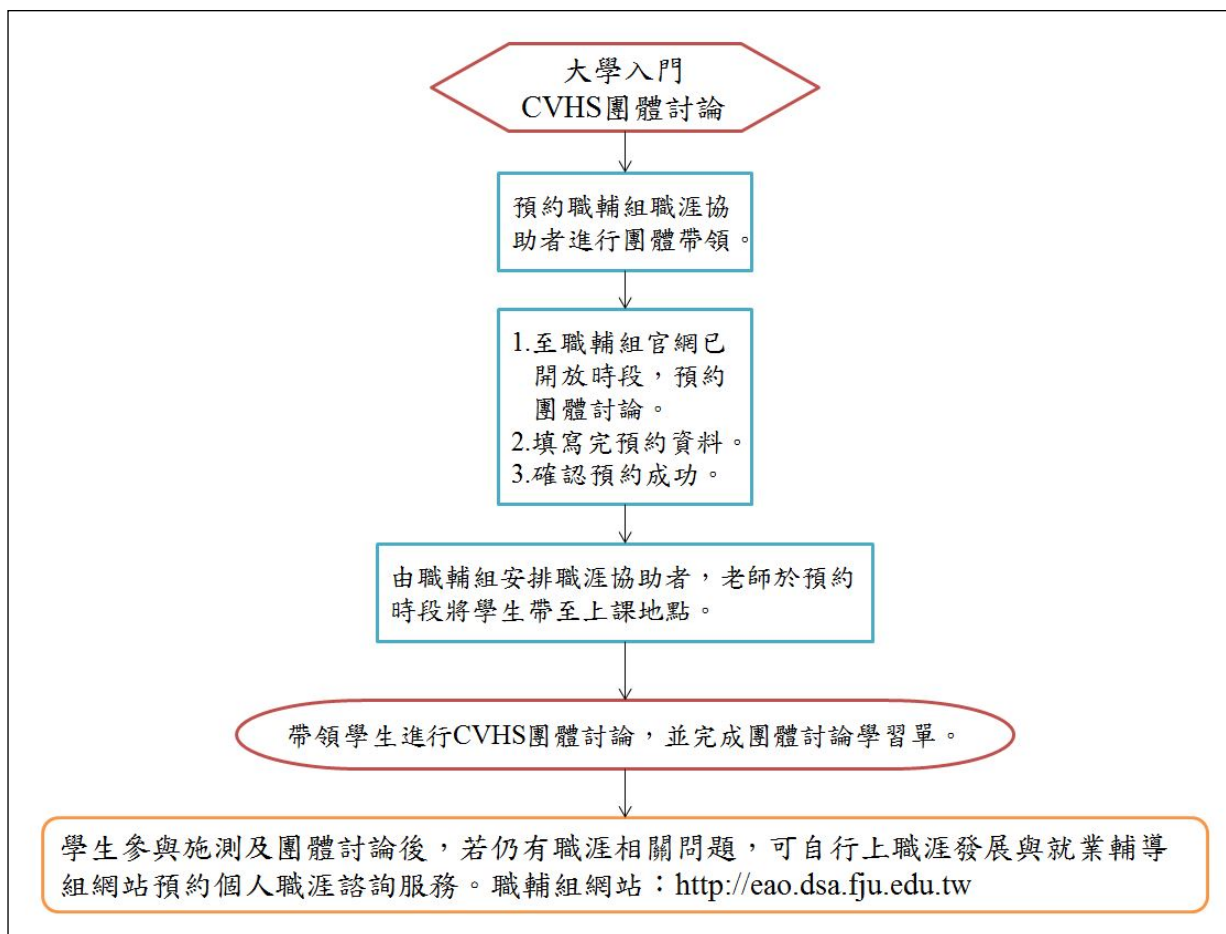 大學入門
CVHS團體討論
預約職輔組職涯協
助者進行團體帶領。
1.至職輔組官網已
開放時段，預約
團體討論。
2.填寫完預約資料。
3.確認預約成功。
由職輔組安排職涯協助者，老師於預約
時段將學生帶至上課地點。
帶領學生進行CVHS團體討論，並完成團體討論學習單。
學生參與施測及團體討論後，若仍有職涯相關問題，可自行上職涯發展與就業輔導
組網站預約個人職涯諮詢服務。職輔組網站：http://eao.dsa.fju.edu.tw